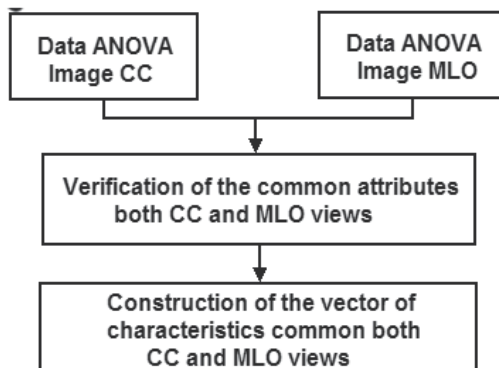 Data ANOVA
Image CC
Data ANOVA
Image MLO
Verification of the common attributes
both CC and MLO views
Construction of the vector of
characteristics common both
CC and MLO views